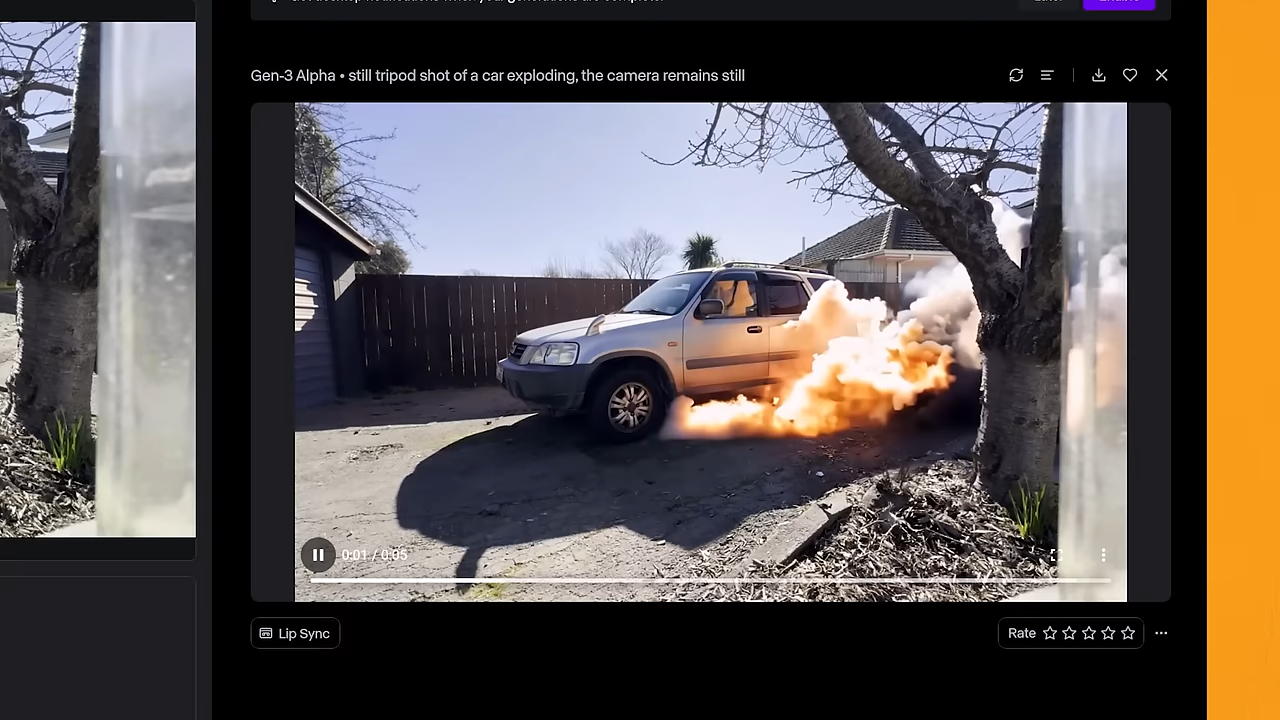 Gen-3 Alpha • still tripod shot of a car exploding, the camera remains still
0:01 / 0:05
Lip Sync
Rate